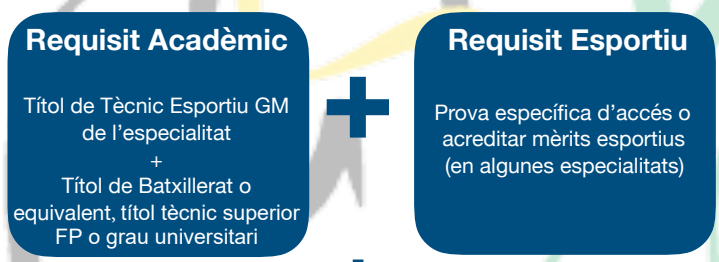 Requisit Acadèmic
Títol de Tècnic Esportiu GM
de l'especialitat
+
Títol de Batxillerat o
equivalent, títol tècnic superior
FP o grau universitari
+
Requisit Esportiu
Prova específica d'accés o
acreditar mèrits esportius
(en algunes especialitats)